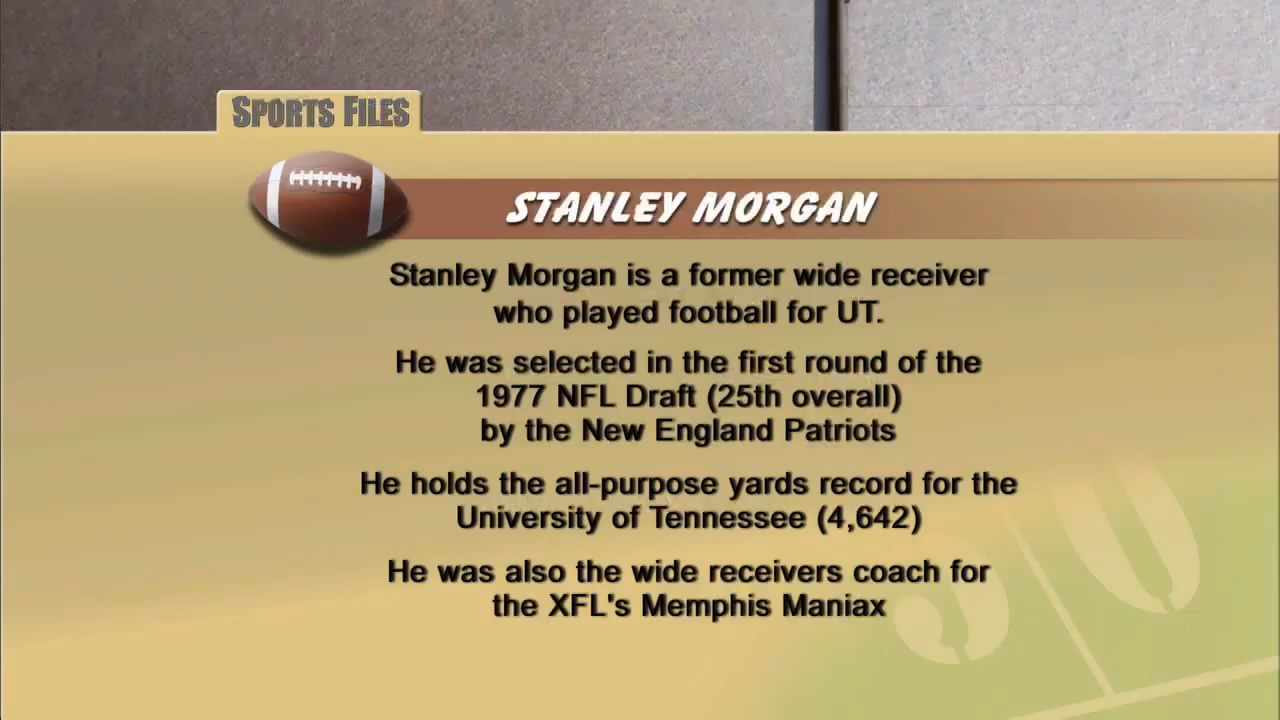 SPORTS FILES
STANLEY MORGAN
Stanley Morgan is a former wide receiver
who played football for UT.
He was selected in the first round of the
1977 NFL Draft (25th overall)
by the New England Patriots
He holds the all-purpose yards record for the
University of Tennessee (4,642)
He was also the wide receivers coach for
the XFL's Memphis Maniax
50